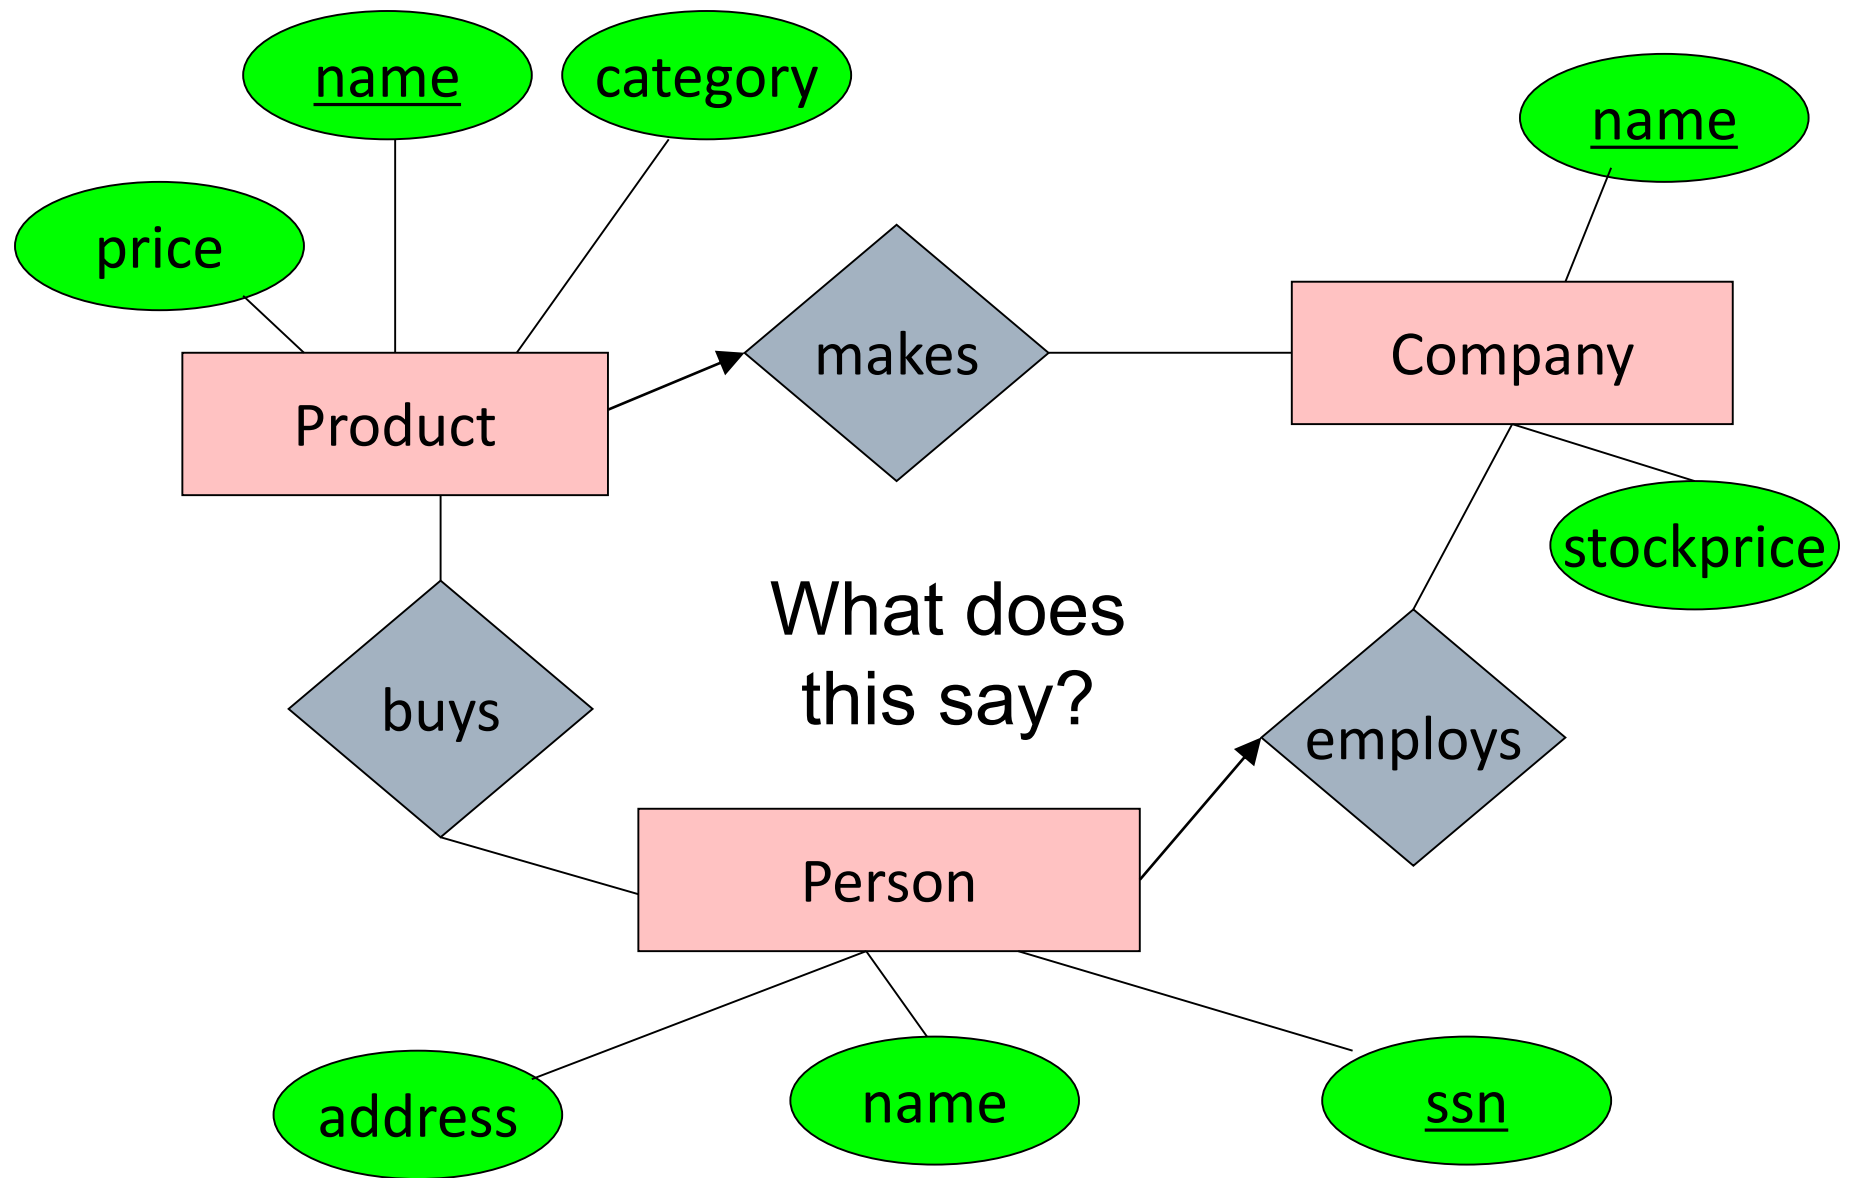 name
category
name
price
makes
Company
Product
stockprice
What does
this say?
buys
employs
Person
address
name
ssn